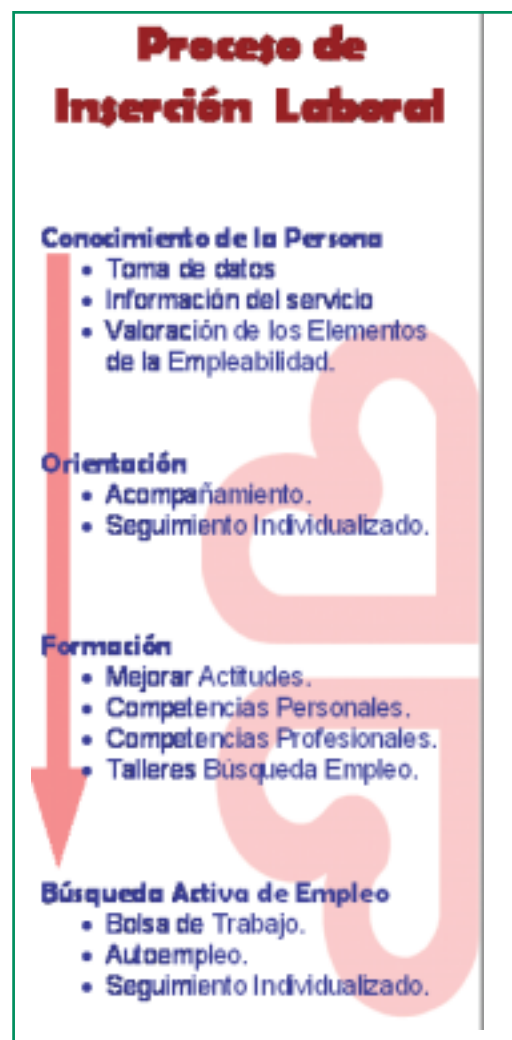 Proceso de
Inserción Laboral
Conocimiento de la Persona
• Toma de datos
• Información del servicio
• Valoración de los Elementos
de la Empleabilidad.
Orientación
• Acompañamiento.
• Seguimiento Individualizado.
Formación
• Mejorar Actitudes.
• Competencias Personales.
• Competencias Profesionales.
• Talleres Búsqueda Empleo.
Búsqueda Activa de Empleo
• Bolsa de Trabajo.
• Autoempleo.
• Seguimiento Individualizado.